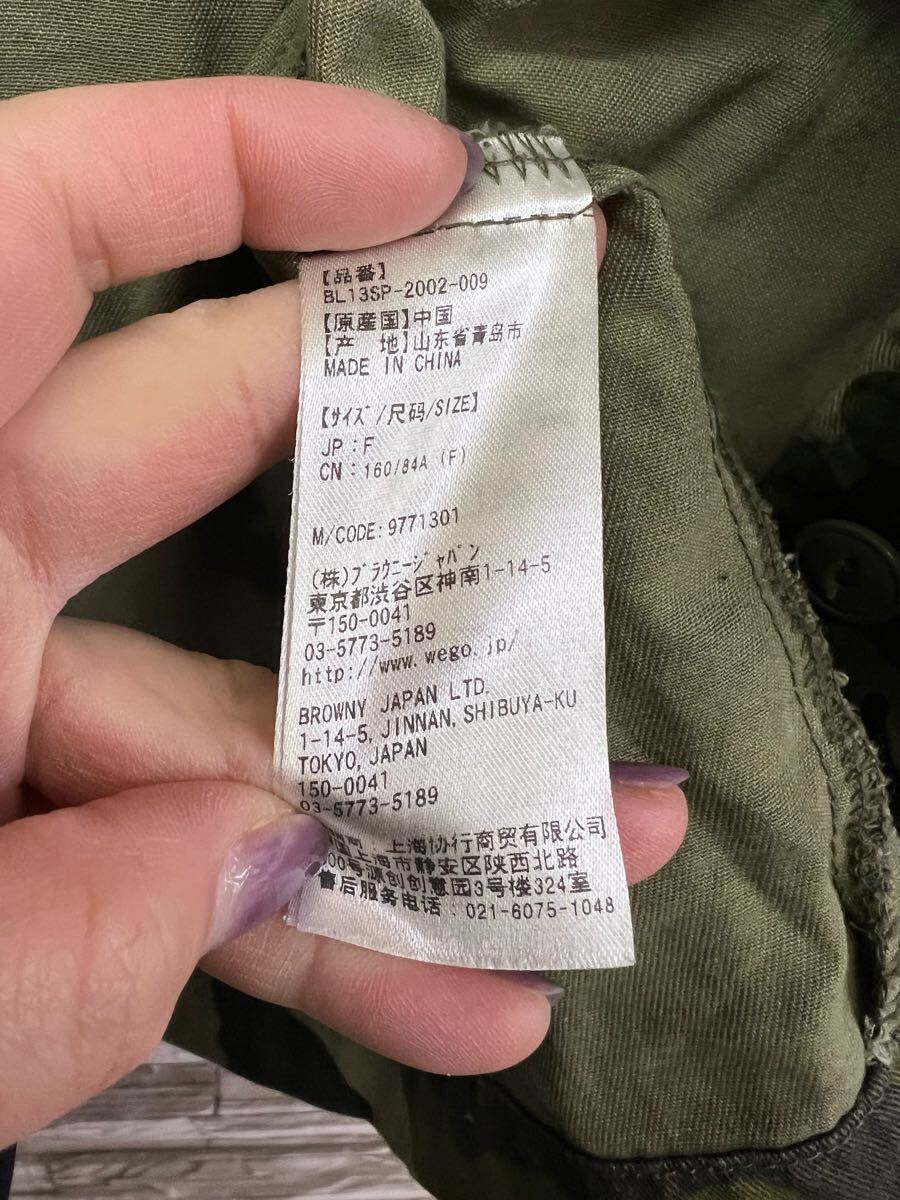 【品番】
BL13SP-2002-009
【原産国】中国
【产 地】山东省青岛市
MADE IN CHINA
【サイズ/尺码/SIZE】
JP:F
CN:160/84A (F)
M/CODE:9771301
(株)ブラウニージャパン
東京都渋谷区神南1-14-5
〒150-0041
03-5773-5189
http://www.wego.jp/
BROWNY JAPAN LTD.
1-14-5, JINNAN, SHIBUYA-KU
TOKYO, JAPAN
150-0041
03-5773-5189
:上海协行商贸有限公司
上海市静安区陕西北路
00号源创创意园3号楼324室
售后服务电话:021-6075-1048